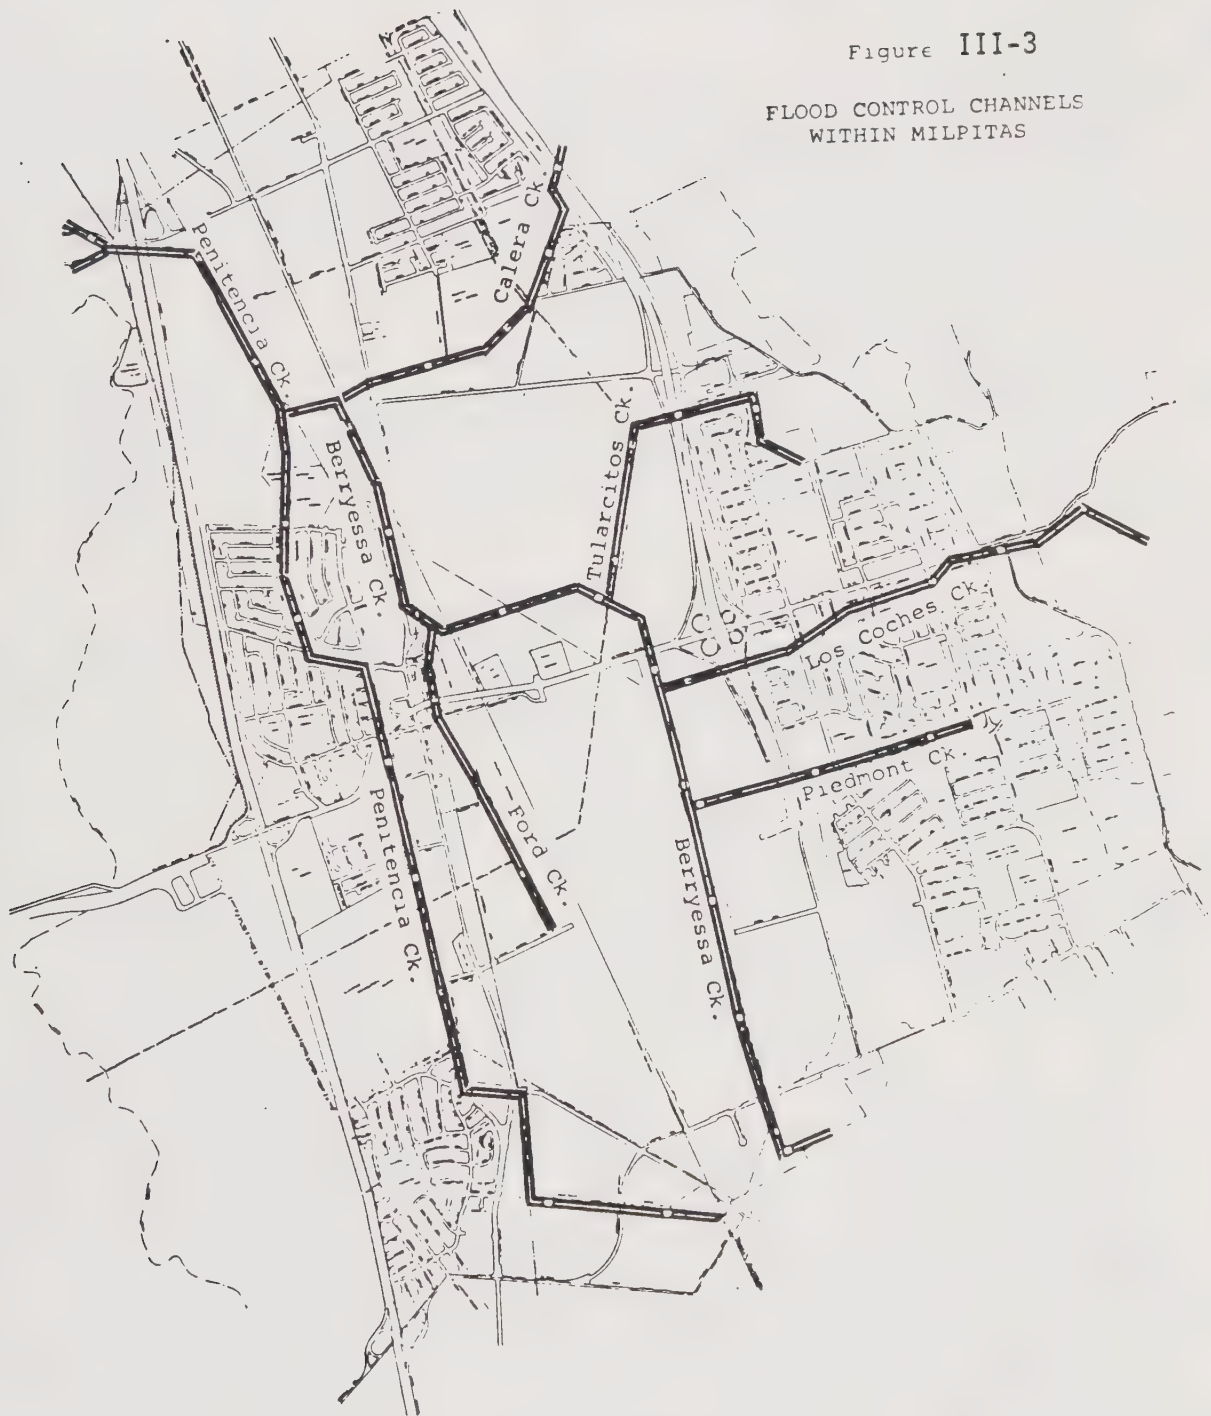 Figure III-3
FLOOD CONTROL CHANNELS
WITHIN MILPITAS
Calera Ck.
Penitencia Ck.
Berryessa Ck.
Tularcitos Ck.
Los Coches Ck.
Piedmont Ck.
Ford Ck.
Penitencia Ck.
Berryessa Ck.